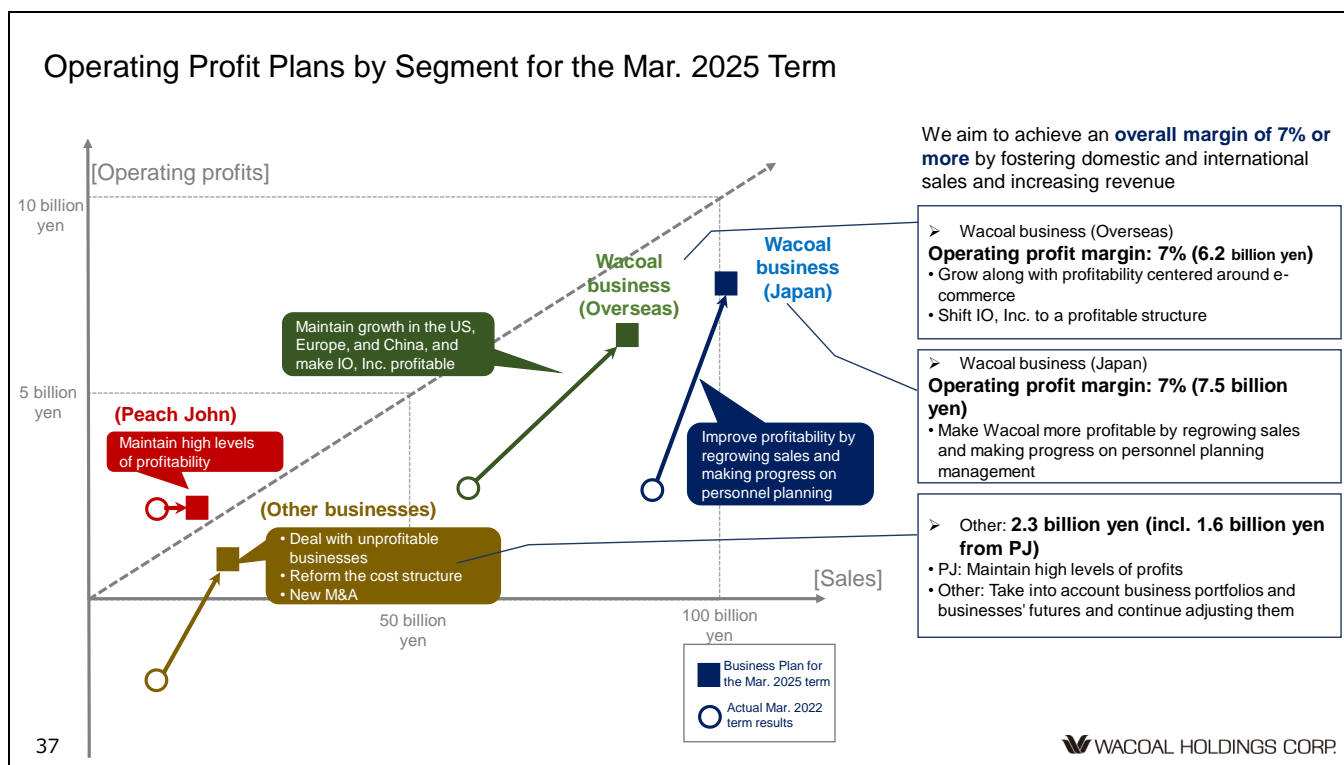 Operating Profit Plans by Segment for the Mar. 2025 Term
[Operating profits]
10 billion
yen
5 billion
yen
Wacoal
business
(Overseas)
Wacoal
business
(Japan)
Maintain growth in the US,
Europe, and China, and
make IO, Inc. profitable
(Peach John)
Maintain high levels
of profitability
Improve profitability by
regrowing sales and
making progress on
personnel planning
(Other businesses)
• Deal with unprofitable
businesses
• Reform the cost structure
• New M&A
[Sales]
50 billion
yen
100 billion
yen
Business Plan for
the Mar. 2025 term
Actual Mar. 2022
term results
We aim to achieve an overall margin of 7% or
more by fostering domestic and international
sales and increasing revenue
➢ Wacoal business (Overseas)
Operating profit margin: 7% (6.2 billion yen)
• Grow along with profitability centered around e-
commerce
• Shift IO, Inc. to a profitable structure
➢ Wacoal business (Japan)
Operating profit margin: 7% (7.5 billion
yen)
• Make Wacoal more profitable by regrowing sales
and making progress on personnel planning
management
➢ Other: 2.3 billion yen (incl. 1.6 billion yen
from PJ)
• PJ: Maintain high levels of profits
• Other: Take into account business portfolios and
businesses' futures and continue adjusting them
37
WACOAL HOLDINGS CORP.